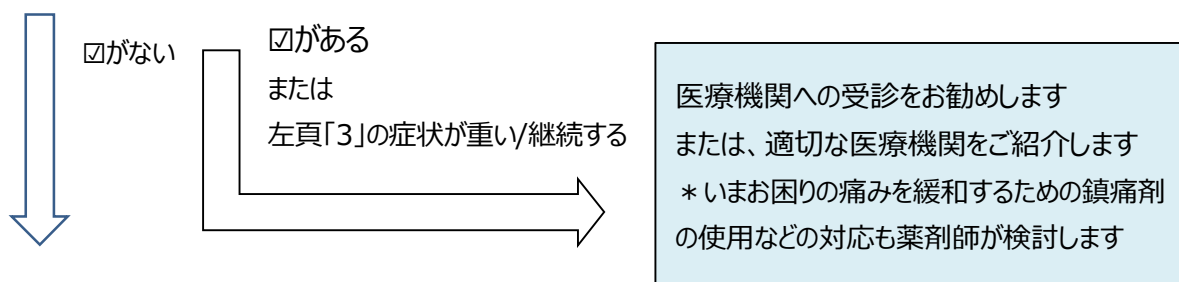 ☑がない
☑がある
または
左頁「3」の症状が重い/継続する
医療機関への受診をお勧めします
または、適切な医療機関をご紹介します
＊いまお困りの痛みを緩和するための鎮痛剤
の使用などの対応も薬剤師が検討します